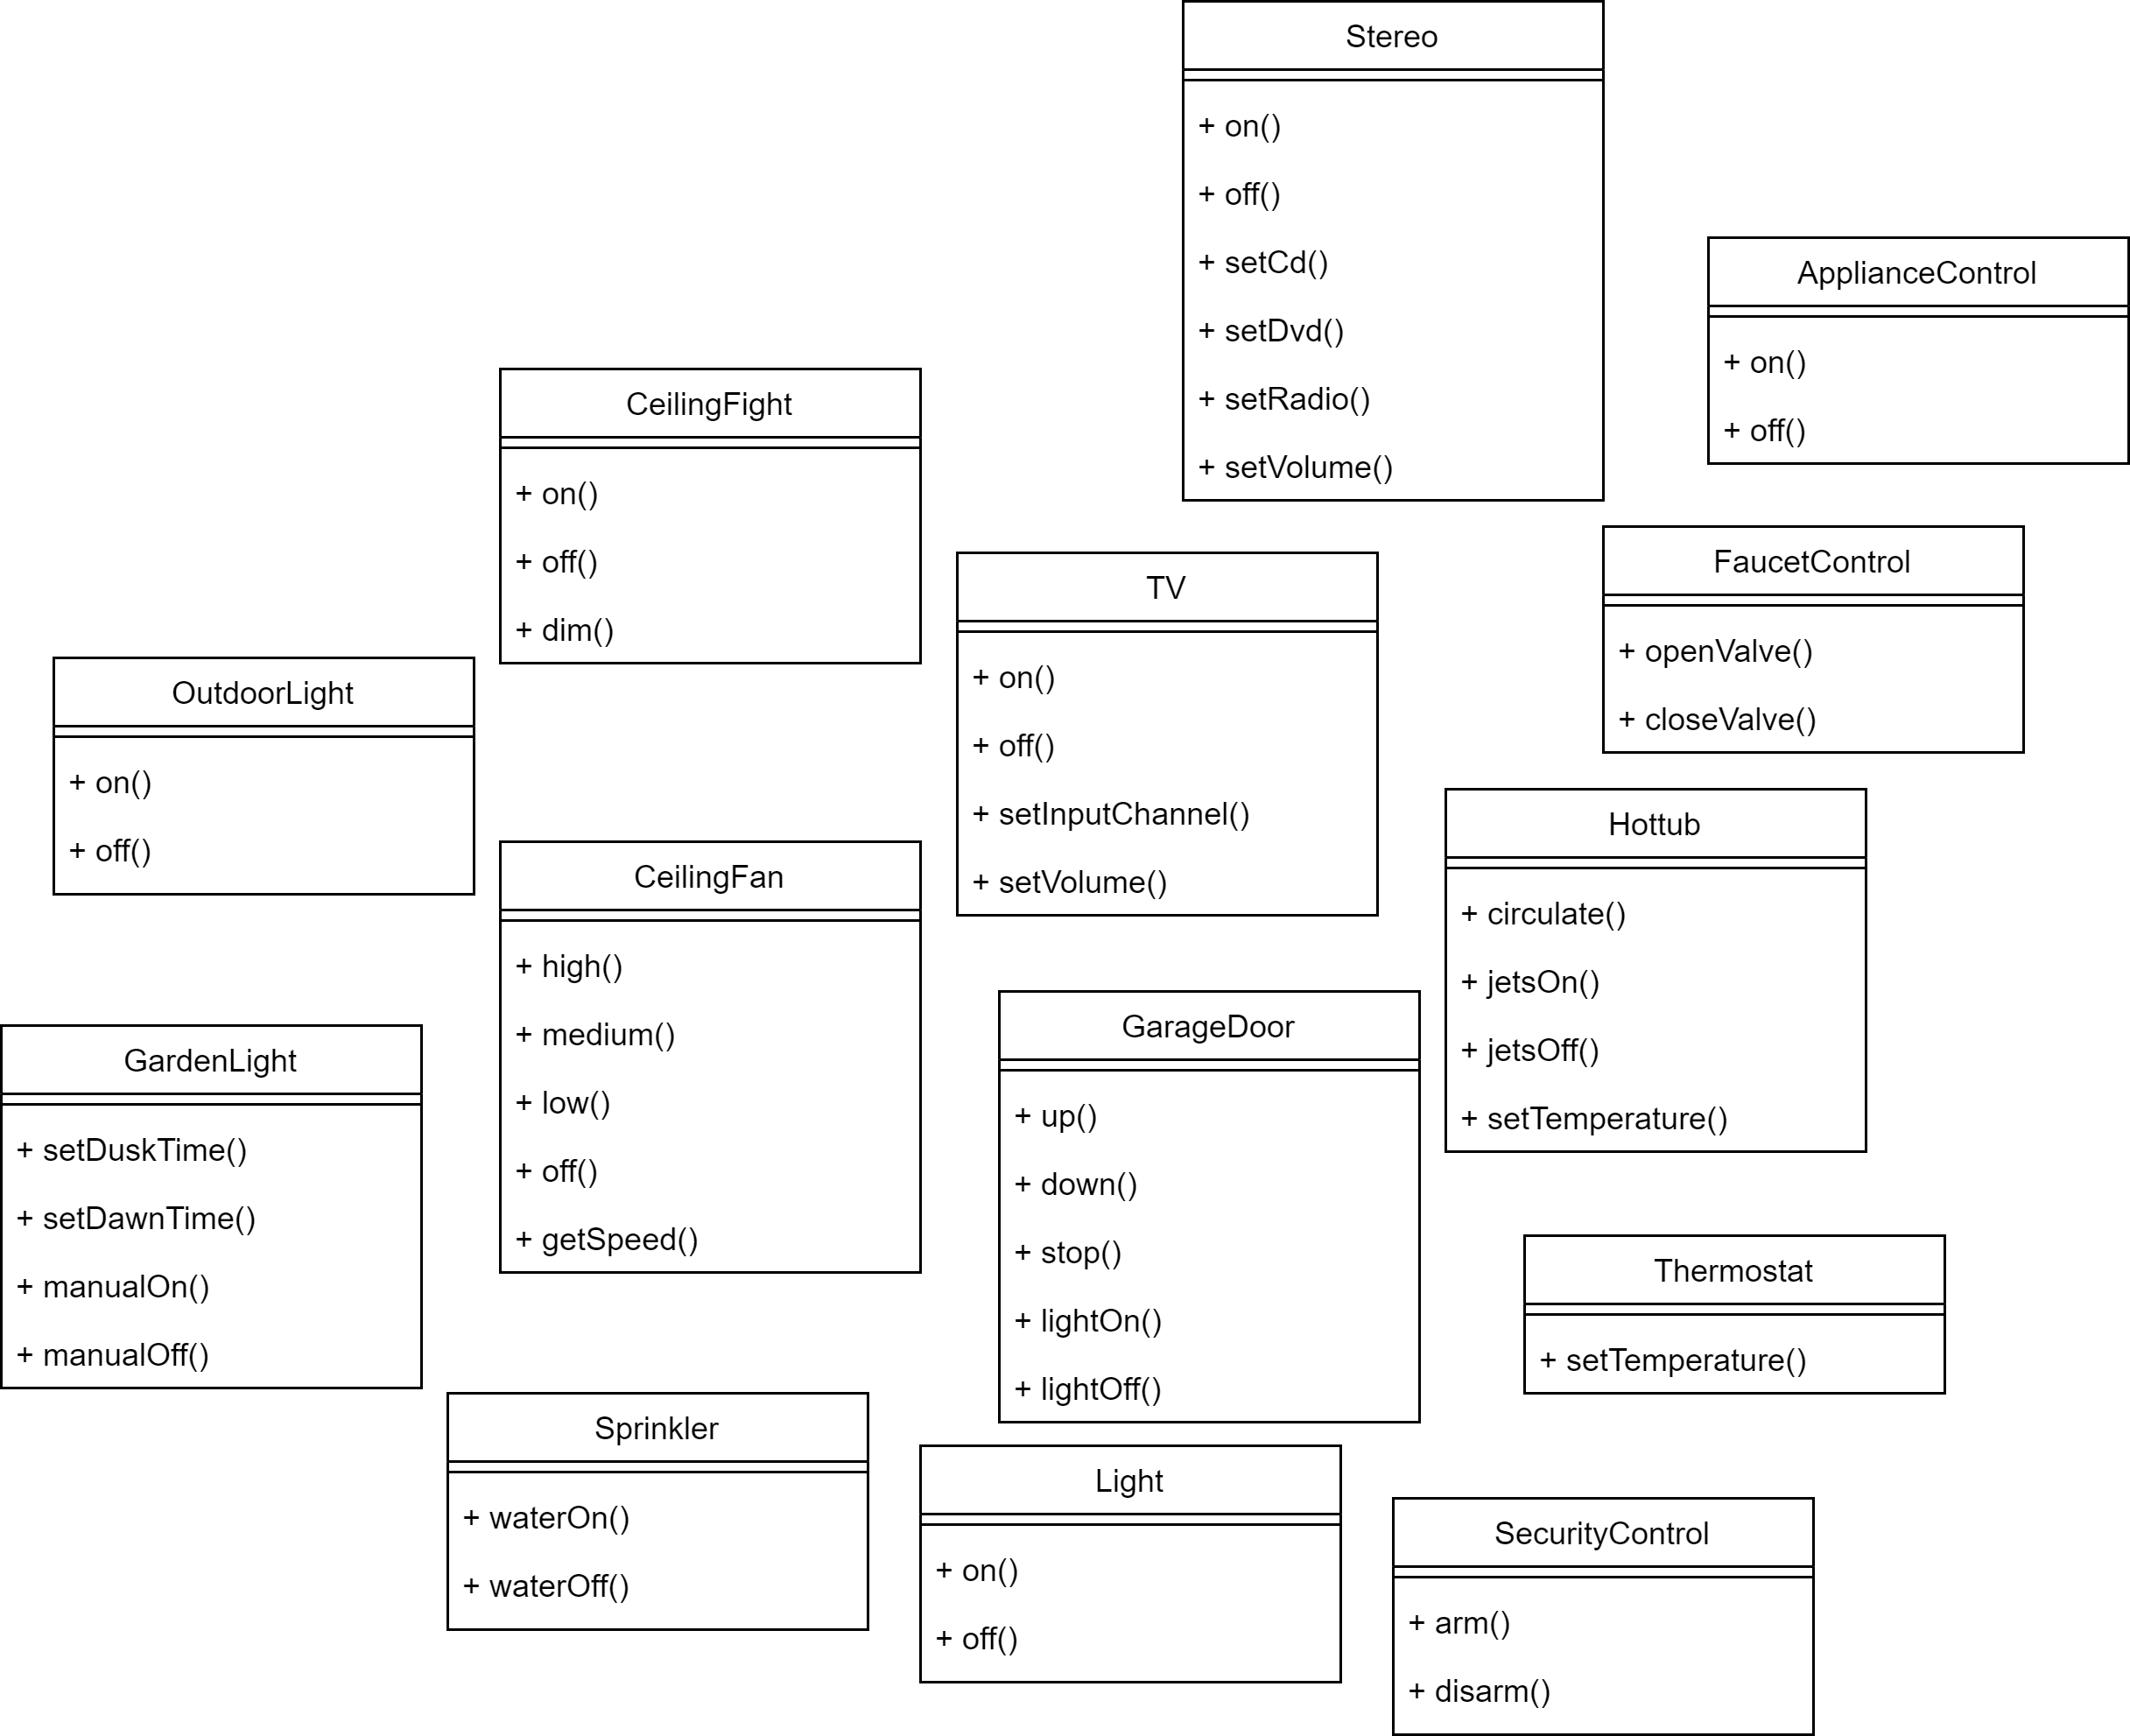 Stereo
+ on()
+ off()
+ setCd()
+ setDvd()
+ setRadio()
+ setVolume()
ApplianceControl
+ on()
+ off()
CeilingFight
+ on()
+ off()
+ dim()
FaucetControl
+ openValve()
+ closeValve()
TV
+ on()
+ off()
+ setInputChannel()
+ setVolume()
OutdoorLight
+ on()
+ off()
Hottub
+ circulate()
+ jetsOn()
+ jetsOff()
+ setTemperature()
CeilingFan
+ high()
+ medium()
+ low()
+ off()
+ getSpeed()
GarageDoor
+ up()
+ down()
+ stop()
+ lightOn()
+ lightOff()
GardenLight
+ setDuskTime()
+ setDawnTime()
+ manualOn()
+ manualOff()
Thermostat
+ setTemperature()
Sprinkler
+ waterOn()
+ waterOff()
Light
+ on()
+ off()
SecurityControl
+ arm()
+ disarm()